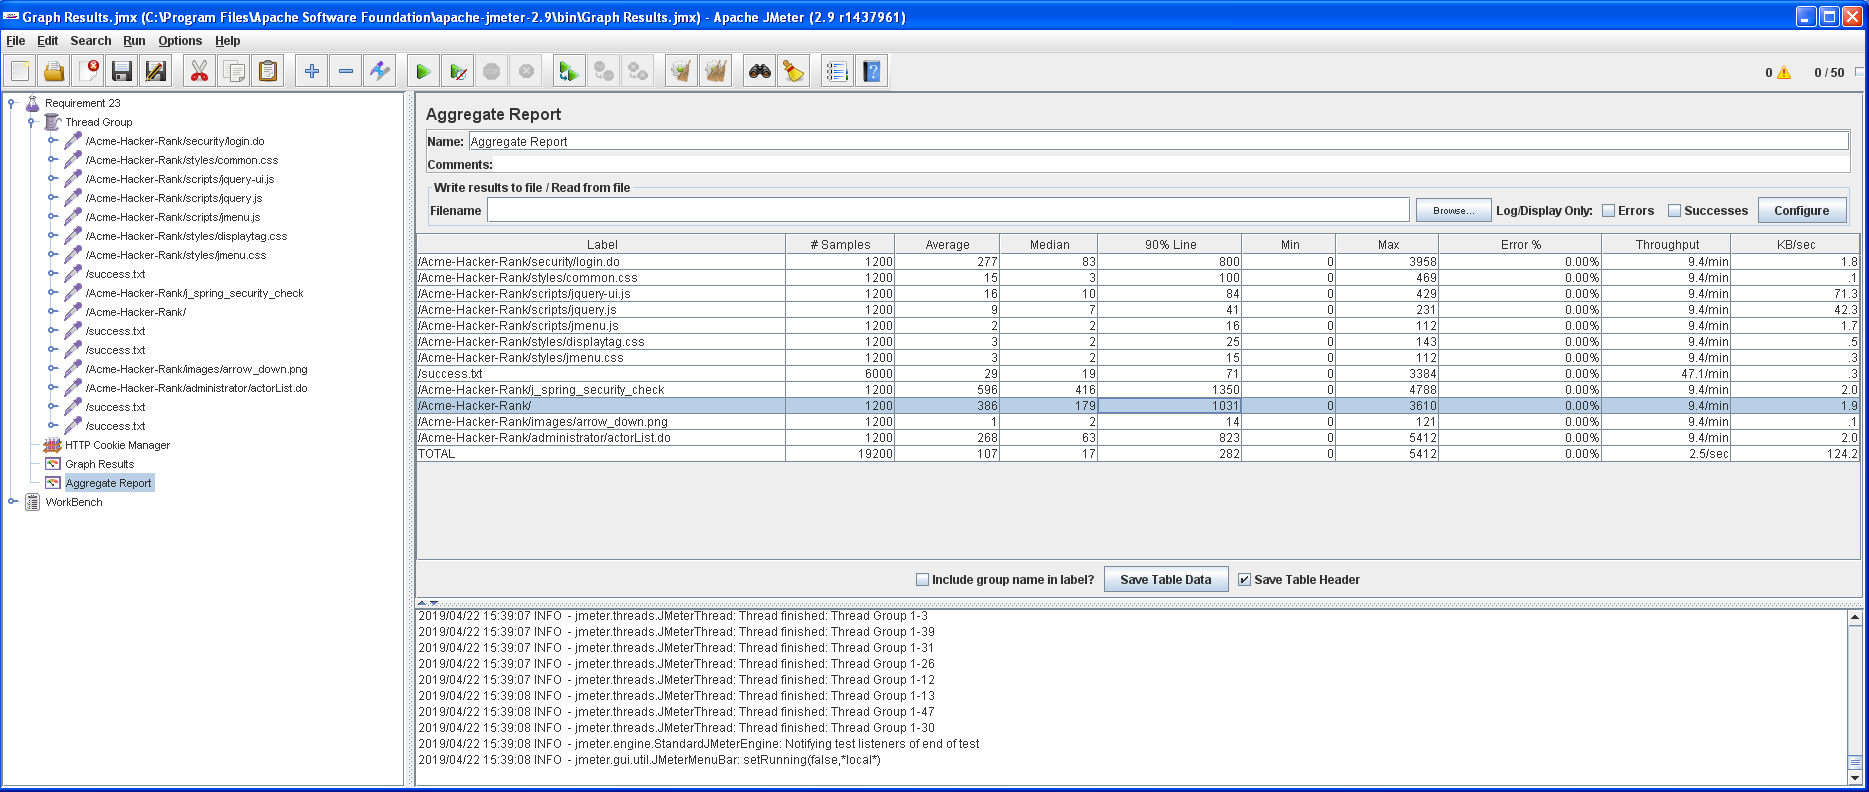 Graph Results.jmx (C:\Program Files\Apache Software Foundation\apache-jmeter-2.9\bin\Graph Results.jmx) - Apache JMeter (2.9 r1437961)
File Edit Search Run Options Help
0 0 / 50
Requirement 23
Thread Group
/Acme-Hacker-Rank/security/login.do
/Acme-Hacker-Rank/styles/common.css
/Acme-Hacker-Rank/scripts/jquery-ui.js
/Acme-Hacker-Rank/scripts/jquery.js
/Acme-Hacker-Rank/scripts/jmenu.js
/Acme-Hacker-Rank/styles/displaytag.css
/Acme-Hacker-Rank/styles/jmenu.css
/success.txt
/Acme-Hacker-Rank/j_spring_security_check
/Acme-Hacker-Rank/
/success.txt
/success.txt
/Acme-Hacker-Rank/images/arrow_down.png
/Acme-Hacker-Rank/administrator/actorList.do
/success.txt
/success.txt
HTTP Cookie Manager
Graph Results
Aggregate Report
WorkBench
Aggregate Report
Name: Aggregate Report
Comments:
Write results to file / Read from file
Filename Browse... Log/Display Only: Errors Successes Configure
Label # Samples Average Median 90% Line Min Max Error % Throughput KB/sec
/Acme-Hacker-Rank/security/login.do 1200 277 83 800 0 3958 0.00% 9.4/min 1.8
/Acme-Hacker-Rank/styles/common.css 1200 15 3 100 0 469 0.00% 9.4/min .1
/Acme-Hacker-Rank/scripts/jquery-ui.js 1200 16 10 84 0 429 0.00% 9.4/min 71.3
/Acme-Hacker-Rank/scripts/jquery.js 1200 9 7 41 0 231 0.00% 9.4/min 42.3
/Acme-Hacker-Rank/scripts/jmenu.js 1200 2 2 16 0 112 0.00% 9.4/min 1.7
/Acme-Hacker-Rank/styles/displaytag.css 1200 3 2 25 0 143 0.00% 9.4/min .5
/Acme-Hacker-Rank/styles/jmenu.css 1200 3 2 15 0 112 0.00% 9.4/min .3
/success.txt 6000 29 19 71 0 3384 0.00% 47.1/min .3
/Acme-Hacker-Rank/j_spring_security_check 1200 596 416 1350 0 4788 0.00% 9.4/min 2.0
/Acme-Hacker-Rank/ 1200 386 179 1031 0 3610 0.00% 9.4/min 1.9
/Acme-Hacker-Rank/images/arrow_down.png 1200 1 2 14 0 121 0.00% 9.4/min .1
/Acme-Hacker-Rank/administrator/actorList.do 1200 268 63 823 0 5412 0.00% 9.4/min 2.0
TOTAL 19200 107 17 282 0 5412 0.00% 2.5/sec 124.2
Include group name in label? Save Table Data Save Table Header
2019/04/22 15:39:07 INFO - jmeter.threads.JMeterThread: Thread finished: Thread Group 1-3
2019/04/22 15:39:07 INFO - jmeter.threads.JMeterThread: Thread finished: Thread Group 1-39
2019/04/22 15:39:07 INFO - jmeter.threads.JMeterThread: Thread finished: Thread Group 1-31
2019/04/22 15:39:07 INFO - jmeter.threads.JMeterThread: Thread finished: Thread Group 1-26
2019/04/22 15:39:07 INFO - jmeter.threads.JMeterThread: Thread finished: Thread Group 1-12
2019/04/22 15:39:08 INFO - jmeter.threads.JMeterThread: Thread finished: Thread Group 1-13
2019/04/22 15:39:08 INFO - jmeter.threads.JMeterThread: Thread finished: Thread Group 1-47
2019/04/22 15:39:08 INFO - jmeter.threads.JMeterThread: Thread finished: Thread Group 1-30
2019/04/22 15:39:08 INFO - jmeter.engine.StandardJMeterEngine: Notifying test listeners of end of test
2019/04/22 15:39:08 INFO - jmeter.gui.util.JMeterMenuBar: setRunning(false,*local*)